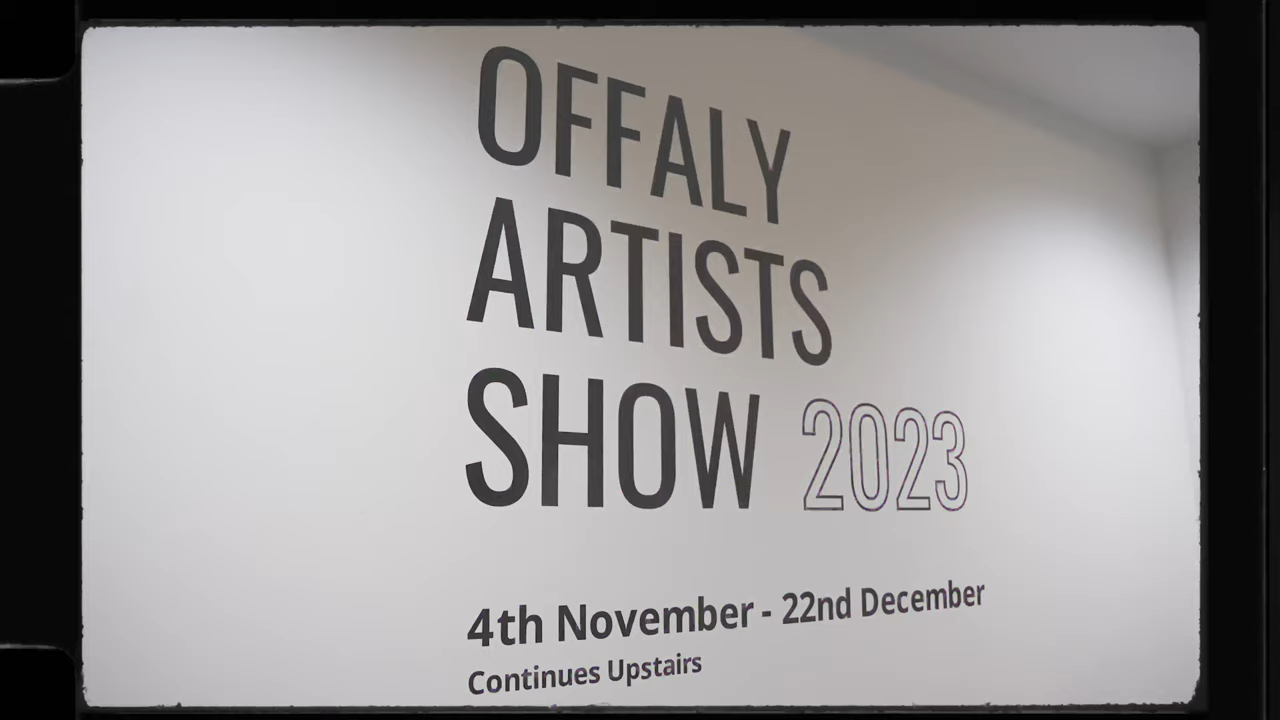 OFFALY
ARTISTS
SHOW 2023
4th November - 22nd December
Continues Upstairs